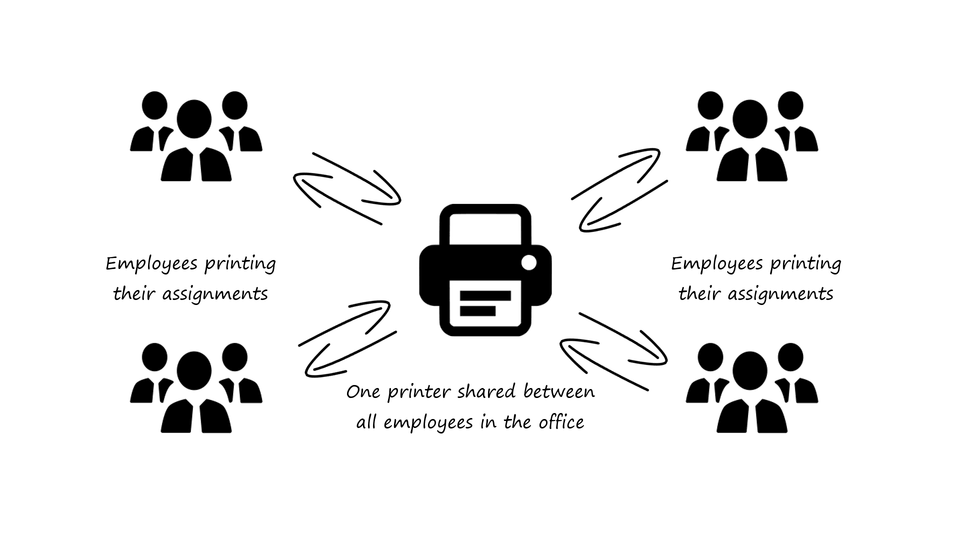 Employees printing
their assignments
Employees printing
their assignments
One printer shared between
all employees in the office